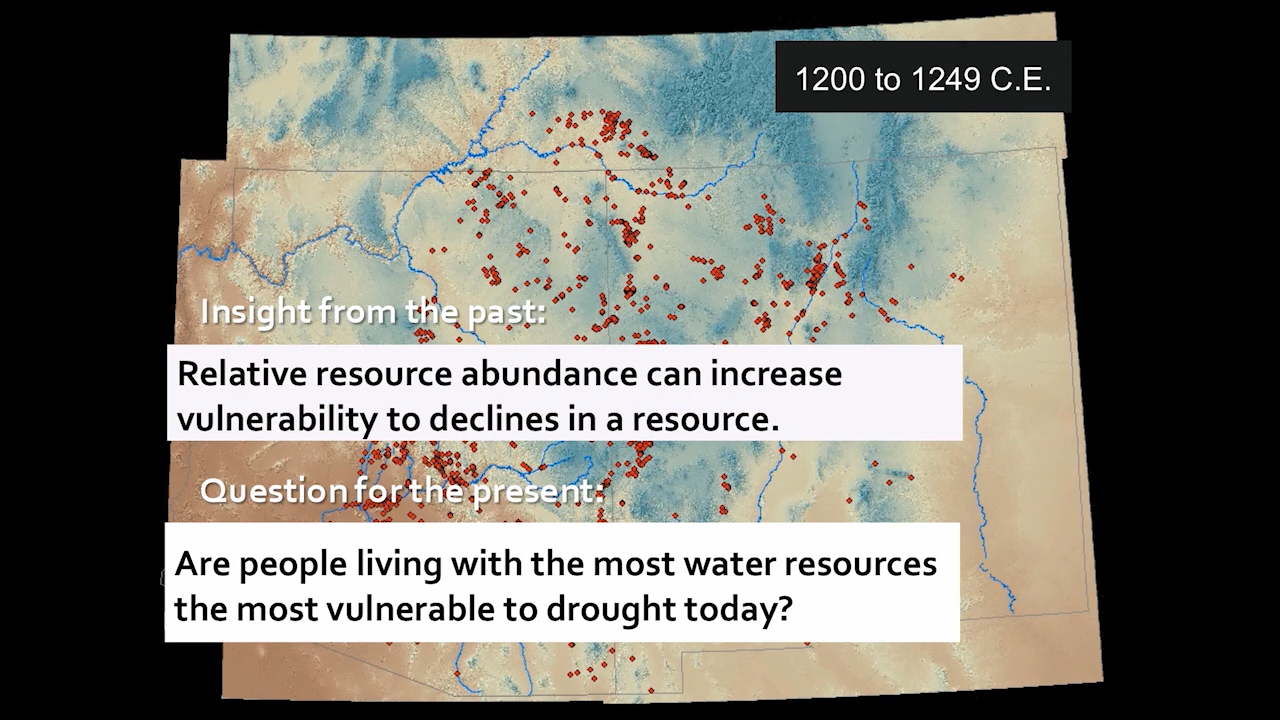 1200 to 1249 C.E.
Insight from the past:
Relative resource abundance can increase
vulnerability to declines in a resource.
Question for the present:
Are people living with the most water resources
the most vulnerable to drought today?